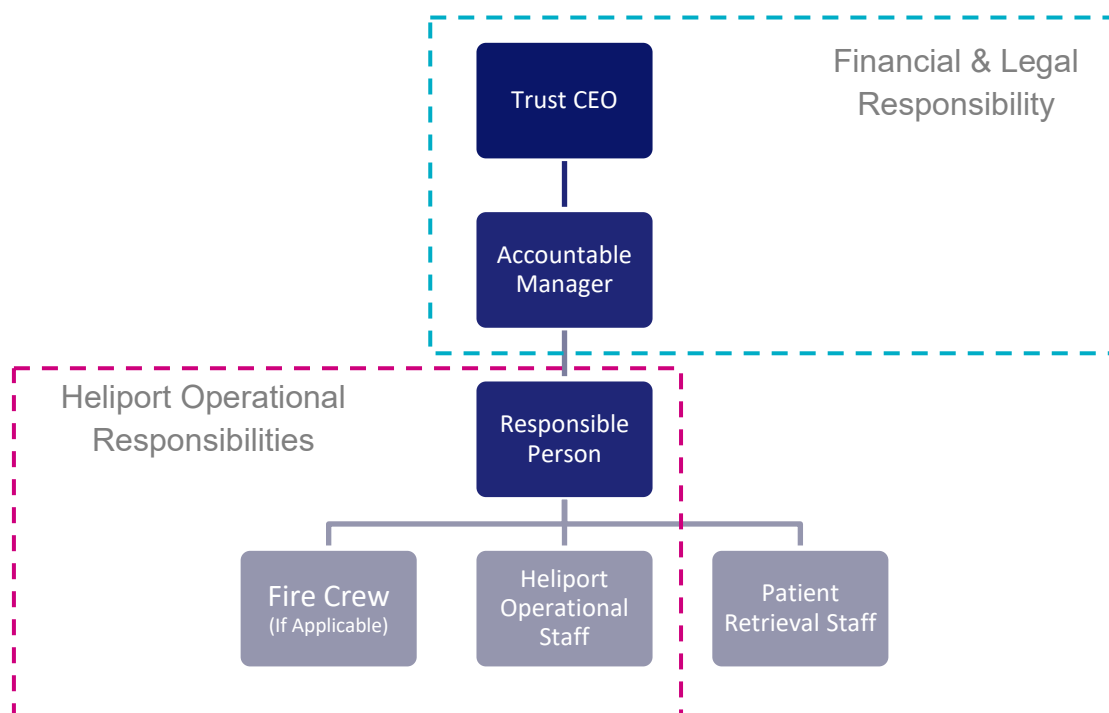 Financial & Legal
Responsibility
Trust CEO
Accountable
Manager
Heliport Operational
Responsibilities
Responsible
Person
Fire Crew
(If Applicable)
Heliport
Operational
Staff
Patient
Retrieval Staff